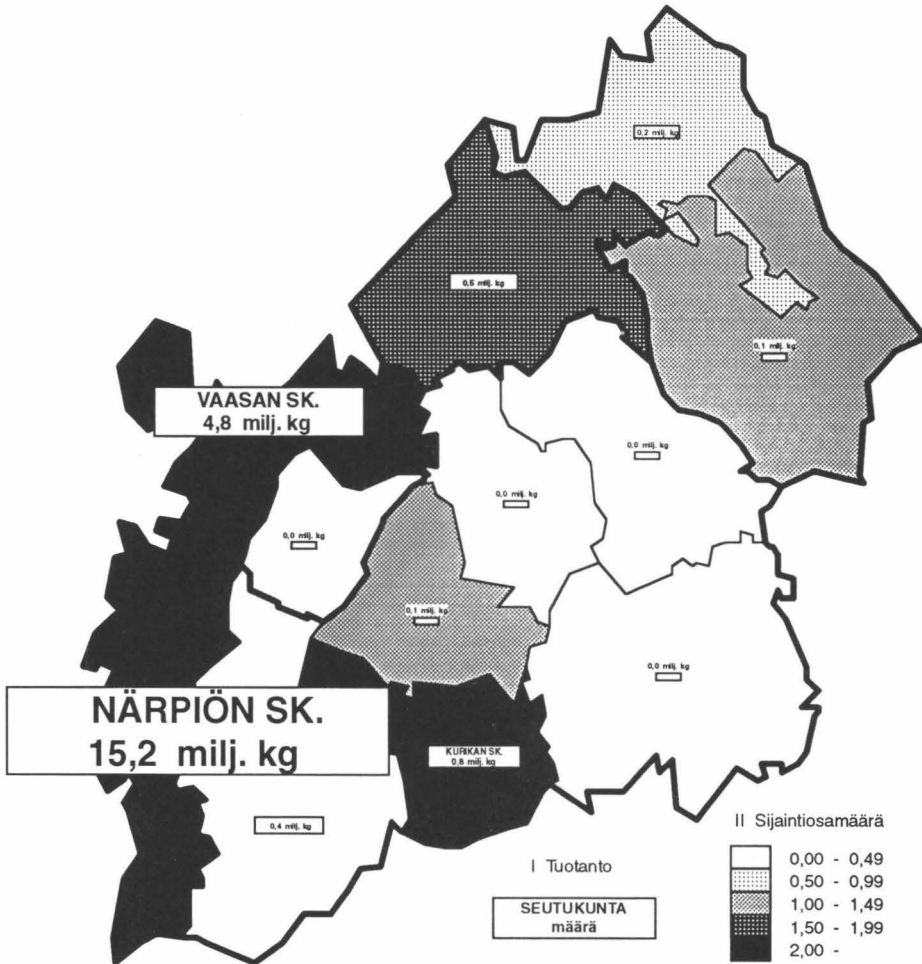 0,2 milj. kg
0,5 milj. kg
0,1 milj. kg
VAASAN SK.
4,8 milj. kg
0,0 milj. kg
0,0 milj. kg
0,0 milj. kg
0,1 milj. kg
0,0 milj. kg
NÄRPIÖN SK.
15,2 milj. kg
KURIKAN SK.
0,8 milj. kg
0,4 milj. kg
I Tuotanto
SEUTUKUNTA
määrä
II Sijaintiosamäärä
0,00 - 0,49
0,50 - 0,99
1,00 - 1,49
1,50 - 1,99
2,00 -